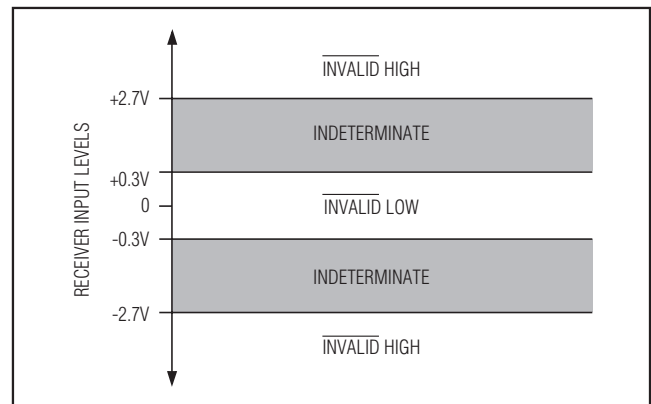 INVALID HIGH
+2.7V
INDETERMINATE
+0.3V
0
INVALID LOW
-0.3V
INDETERMINATE
-2.7V
INVALID HIGH
RECEIVER INPUT LEVELS